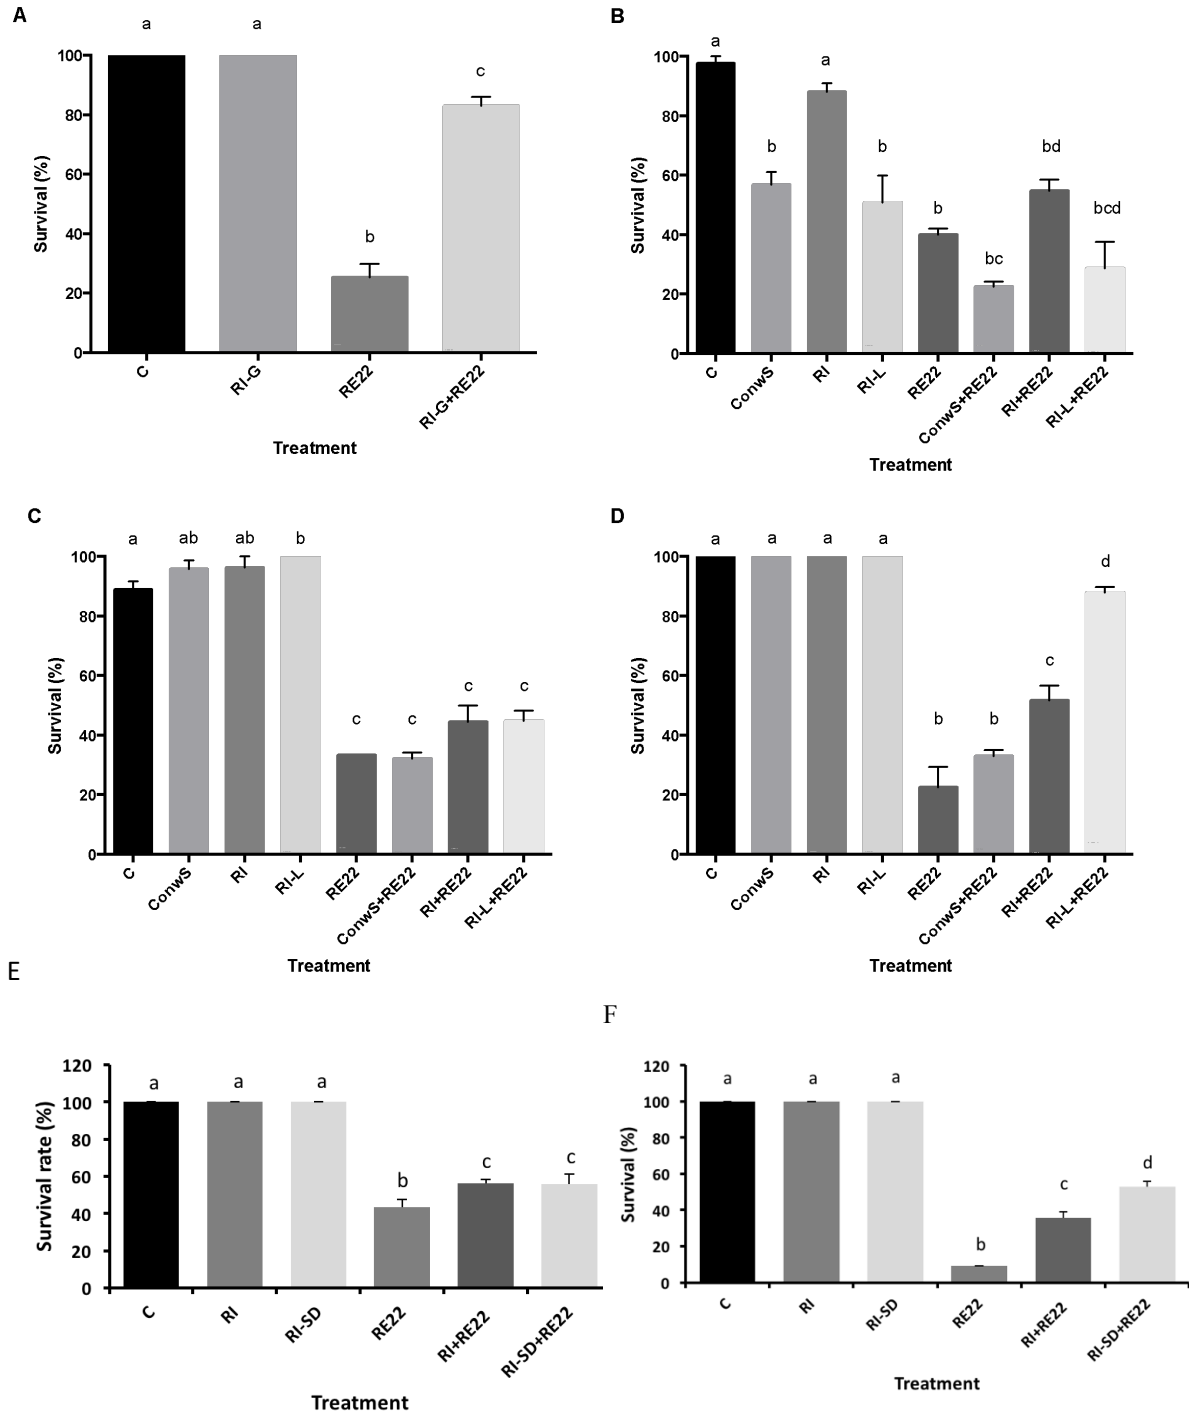 A
a a
c
b
100
80
60
40
20
0
Survival (%)
C RI-G RE22 RI-G+RE22
Treatment
B
a
a
b b bd
b bcd
bc
100
80
60
40
20
0
Survival (%)
C ConwS RI RI-L RE22 ConwS+RE22 RI+RE22 RI-L+RE22
Treatment
C
a ab ab b
c c
c c
100
80
60
40
20
0
Survival (%)
C ConwS RI RI-L RE22 ConwS+RE22 RI+RE22 RI-L+RE22
Treatment
D
a a a a
d
c
b b
100
80
60
40
20
0
Survival (%)
C ConwS RI RI-L RE22 ConwS+RE22 RI+RE22 RI-L+RE22
Treatment
E
a a a
c c
b
120
100
80
60
40
20
0
Survival rate (%)
C RI RI-SD RE22 RI+RE22 RI-SD+RE22
Treatment
F
a a a
d
c
b
120
100
80
60
40
20
0
Survival (%)
C RI RI-SD RE22 RI+RE22 RI-SD+RE22
Treatment